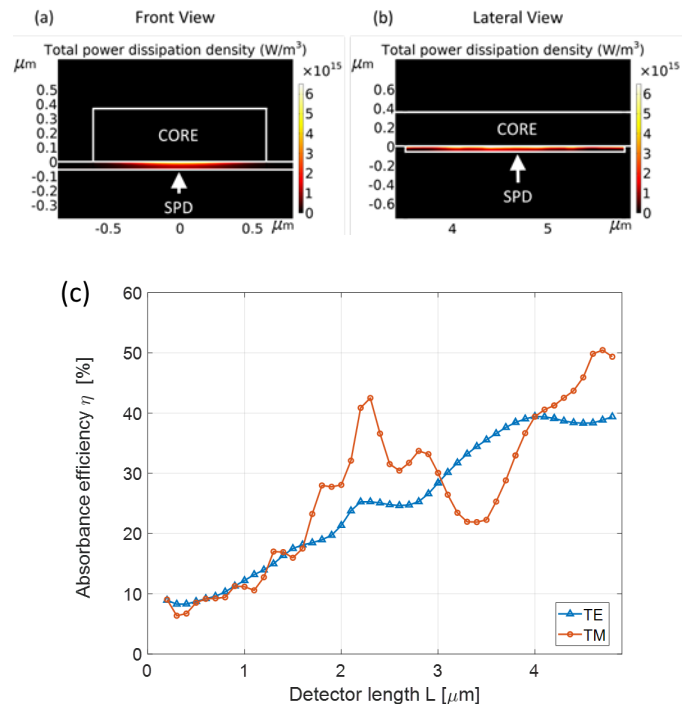 (a) Front View
(b) Lateral View
Total power dissipation density (W/m³)
μm
×10¹⁵
0.5
0.4
0.3
0.2
0.1
0
-0.1
-0.2
-0.3
CORE
SPD
6
5
4
3
2
1
0
-0.5
0
0.5
μm
Total power dissipation density (W/m³)
μm
×10¹⁵
0.6
0.4
0.2
0
-0.2
-0.4
-0.6
CORE
SPD
6
5
4
3
2
1
0
4
5
μm
(c)
60
50
40
30
20
10
0
Absorbance efficiency η [%]
TE
TM
0
1
2
3
4
Detector length L [μm]